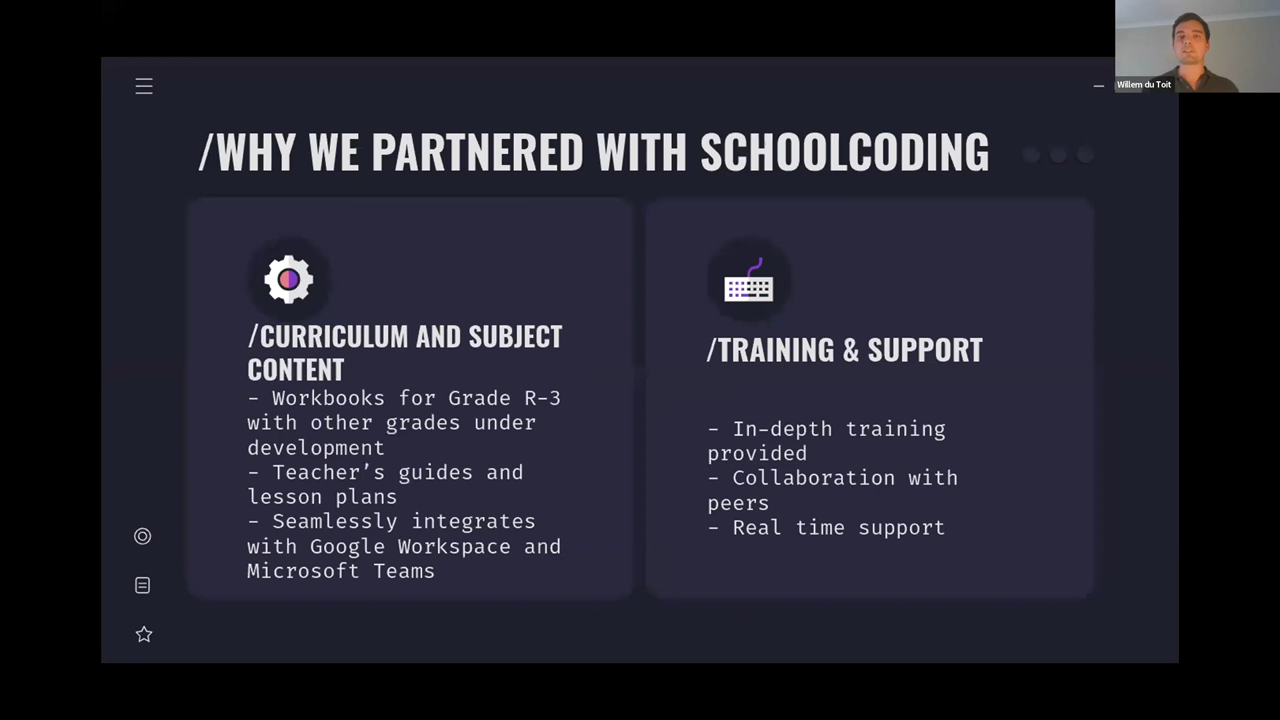 Willem du Toit
/WHY WE PARTNERED WITH SCHOOLCODING
/CURRICULUM AND SUBJECT
CONTENT
- Workbooks for Grade R-3
with other grades under
development
- Teacher's guides and
lesson plans
- Seamlessly integrates
with Google Workspace and
Microsoft Teams
/TRAINING & SUPPORT
- In-depth training
provided
- Collaboration with
peers
- Real time support